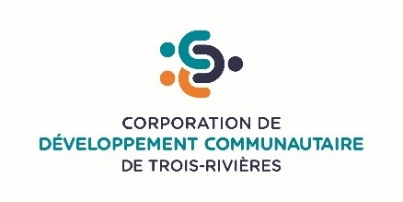 CORPORATION DE
DÉVELOPPEMENT COMMUNAUTAIRE
DE TROIS-RIVIÈRES